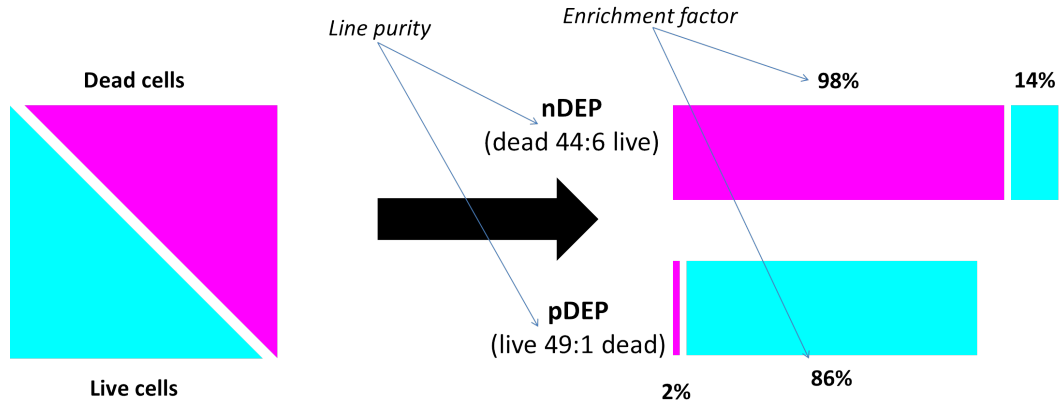 Line purity
Enrichment factor
Dead cells
98%
14%
nDEP
(dead 44:6 live)
pDEP
(live 49:1 dead)
Live cells
2%
86%